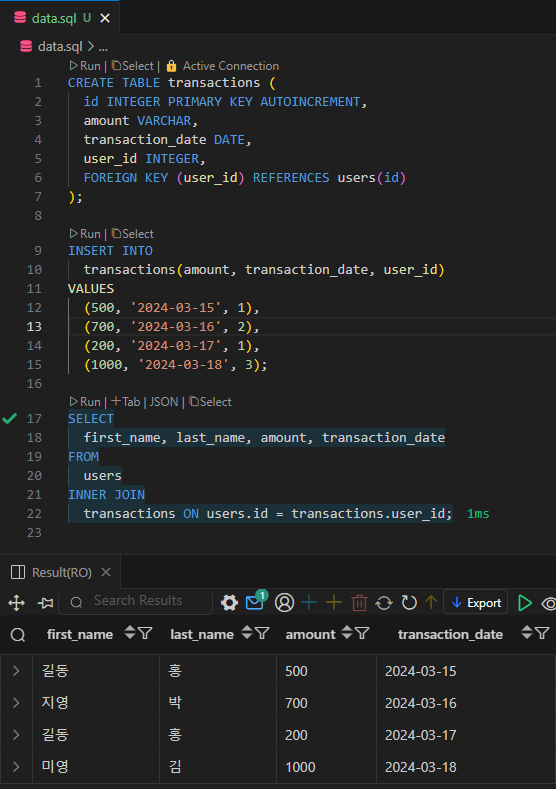 data.sql U ×
data.sql > ...
Run | Select | Active Connection
1 CREATE TABLE transactions (
2 id INTEGER PRIMARY KEY AUTOINCREMENT,
3 amount VARCHAR,
4 transaction_date DATE,
5 user_id INTEGER,
6 FOREIGN KEY (user_id) REFERENCES users(id)
7 );
8
Run | Select
9 INSERT INTO
10 transactions(amount, transaction_date, user_id)
11 VALUES
12 (500, '2024-03-15', 1),
13 (700, '2024-03-16', 2),
14 (200, '2024-03-17', 1),
15 (1000, '2024-03-18', 3);
16
Run | +Tab | JSON | Select
17 SELECT
18 first_name, last_name, amount, transaction_date
19 FROM
20 users
21 INNER JOIN
22 transactions ON users.id = transactions.user_id; 1ms
23
Result(RO) ×
Search Results 1 Export
first_name last_name amount transaction_date
길동 홍 500 2024-03-15
지영 박 700 2024-03-16
길동 홍 200 2024-03-17
미영 김 1000 2024-03-18